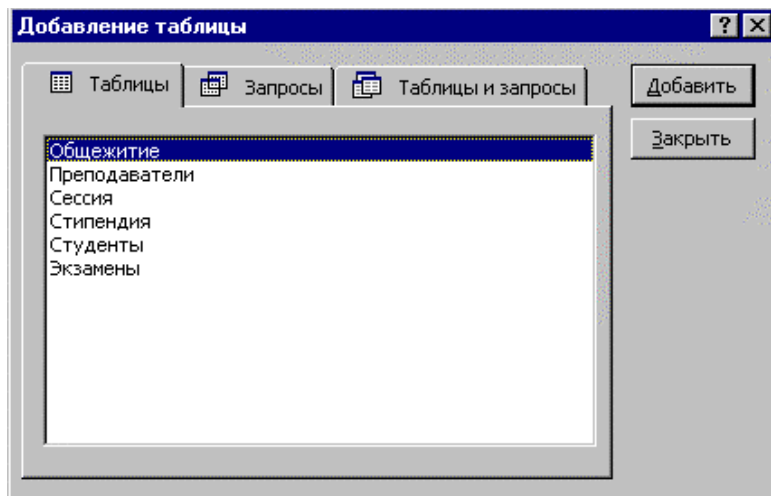 Добавление таблицы
Таблицы Запросы Таблицы и запросы
Добавить
Закрыть
Общежитие
Преподаватели
Сессия
Стипендия
Студенты
Экзамены